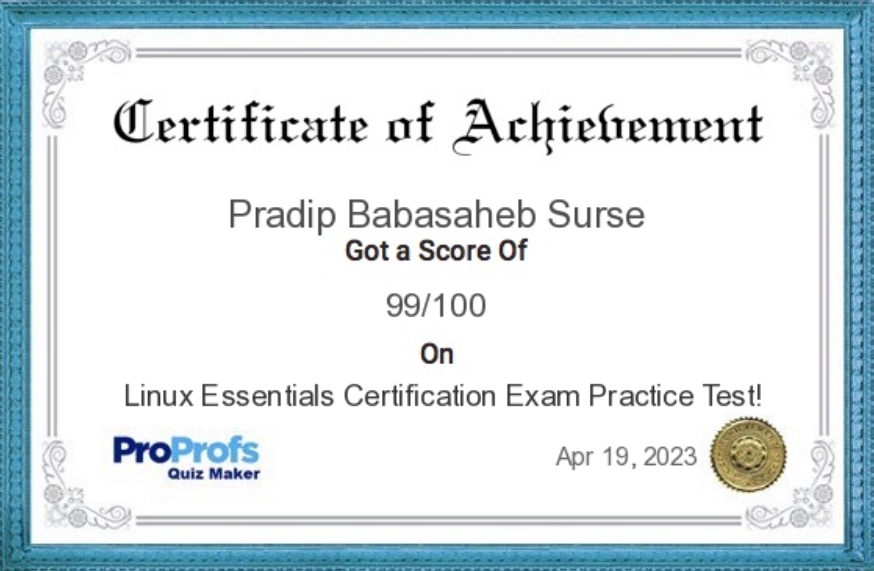 Certificate of Achievement
Pradip Babasaheb Surse
Got a Score Of
99/100
On
Linux Essentials Certification Exam Practice Test!
ProProfs
Quiz Maker
Apr 19, 2023